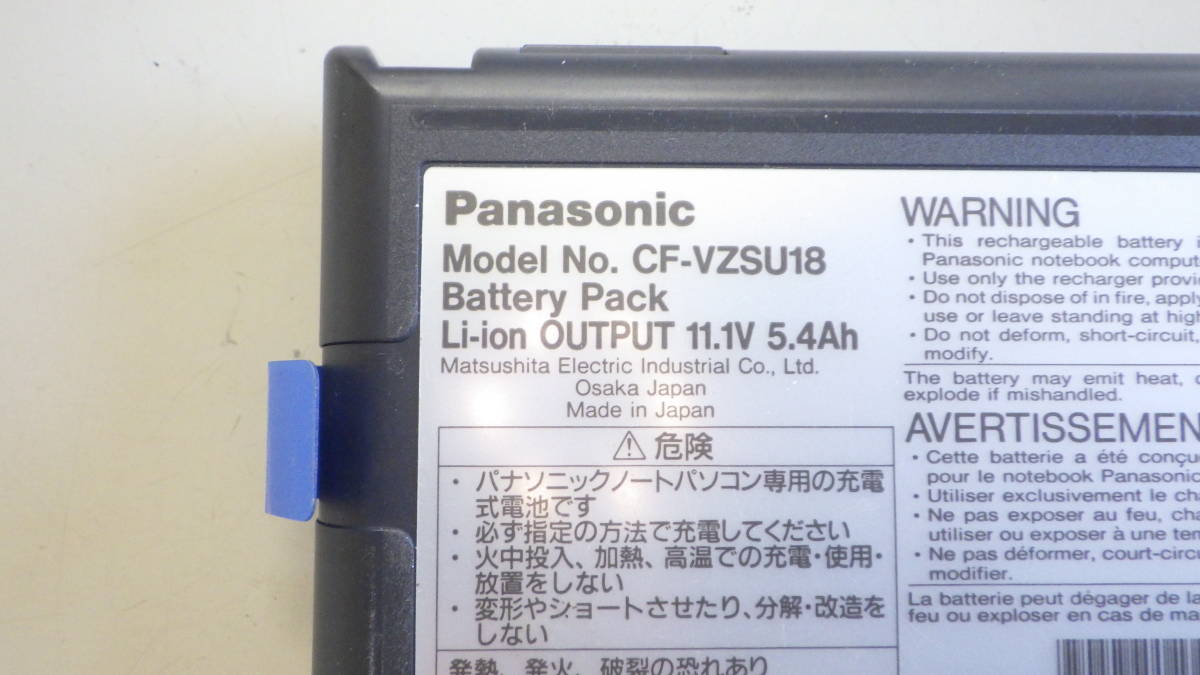 Panasonic
Model No. CF-VZSU18
Battery Pack
Li-ion OUTPUT 11.1V 5.4Ah
Matsushita Electric Industrial Co., Ltd.
Osaka Japan
Made in Japan
⚠ 危険
・ パナソニックノートパソコン専用の充電
式電池です
・ 必ず指定の方法で充電してください
・ 火中投入、加熱、高温での充電・使用・
放置をしない
・ 変形やショートさせたり、分解・改造を
しない
発熱、発火、破裂の恐れあり
WARNING
• This rechargeable battery
Panasonic notebook
• Use only the recharger
• Do not dispose of in fire,
use or leave standing at
• Do not deform, short-circuit,
modify.
The battery may emit heat,
explode if mishandled.
AVERTISSEMEN
• Cette batterie a été
pour le notebook Panasonic
• Utiliser exclusivement le
• Ne pas exposer au feu,
utiliser ou exposer à une
• Ne pas déformer,
modifier.
La batterie peut dégager de
feu ou exploser en cas de